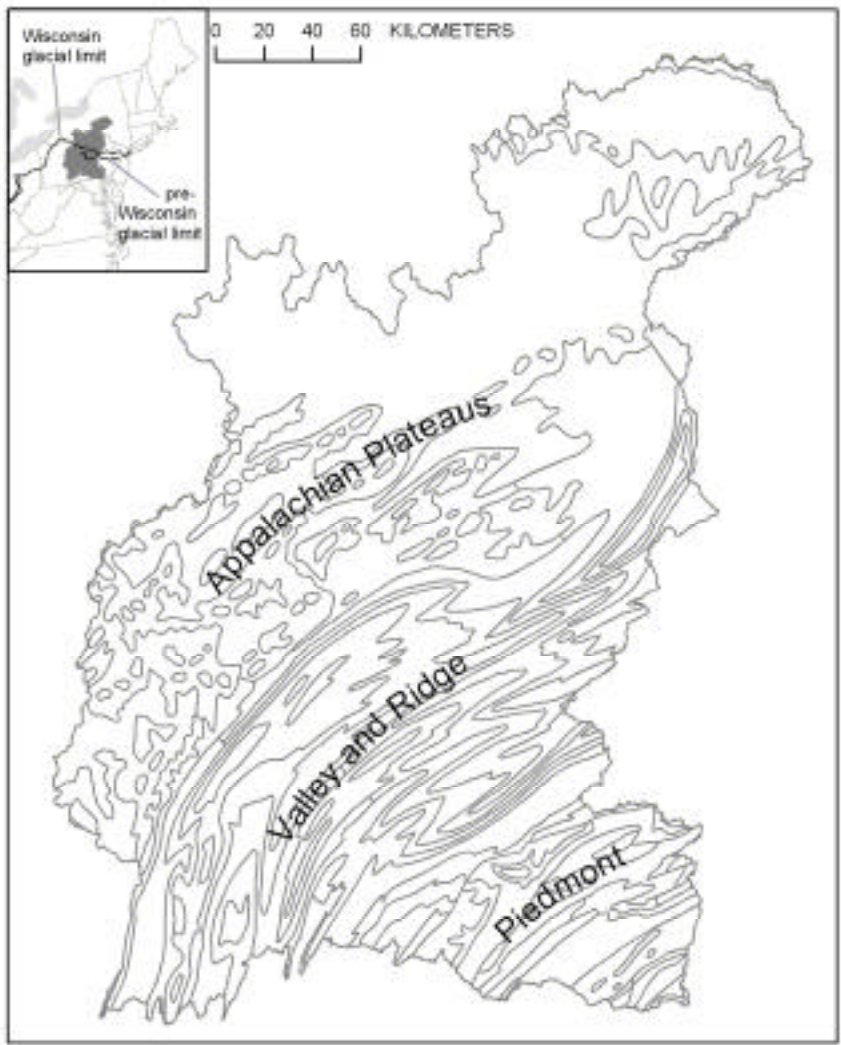 Wisconsin
glacial limit
pre-
Wisconsin
glacial limit
0 20 40 60 KILOMETERS
Appalachian Plateaus
Valley and Ridge
Piedmont